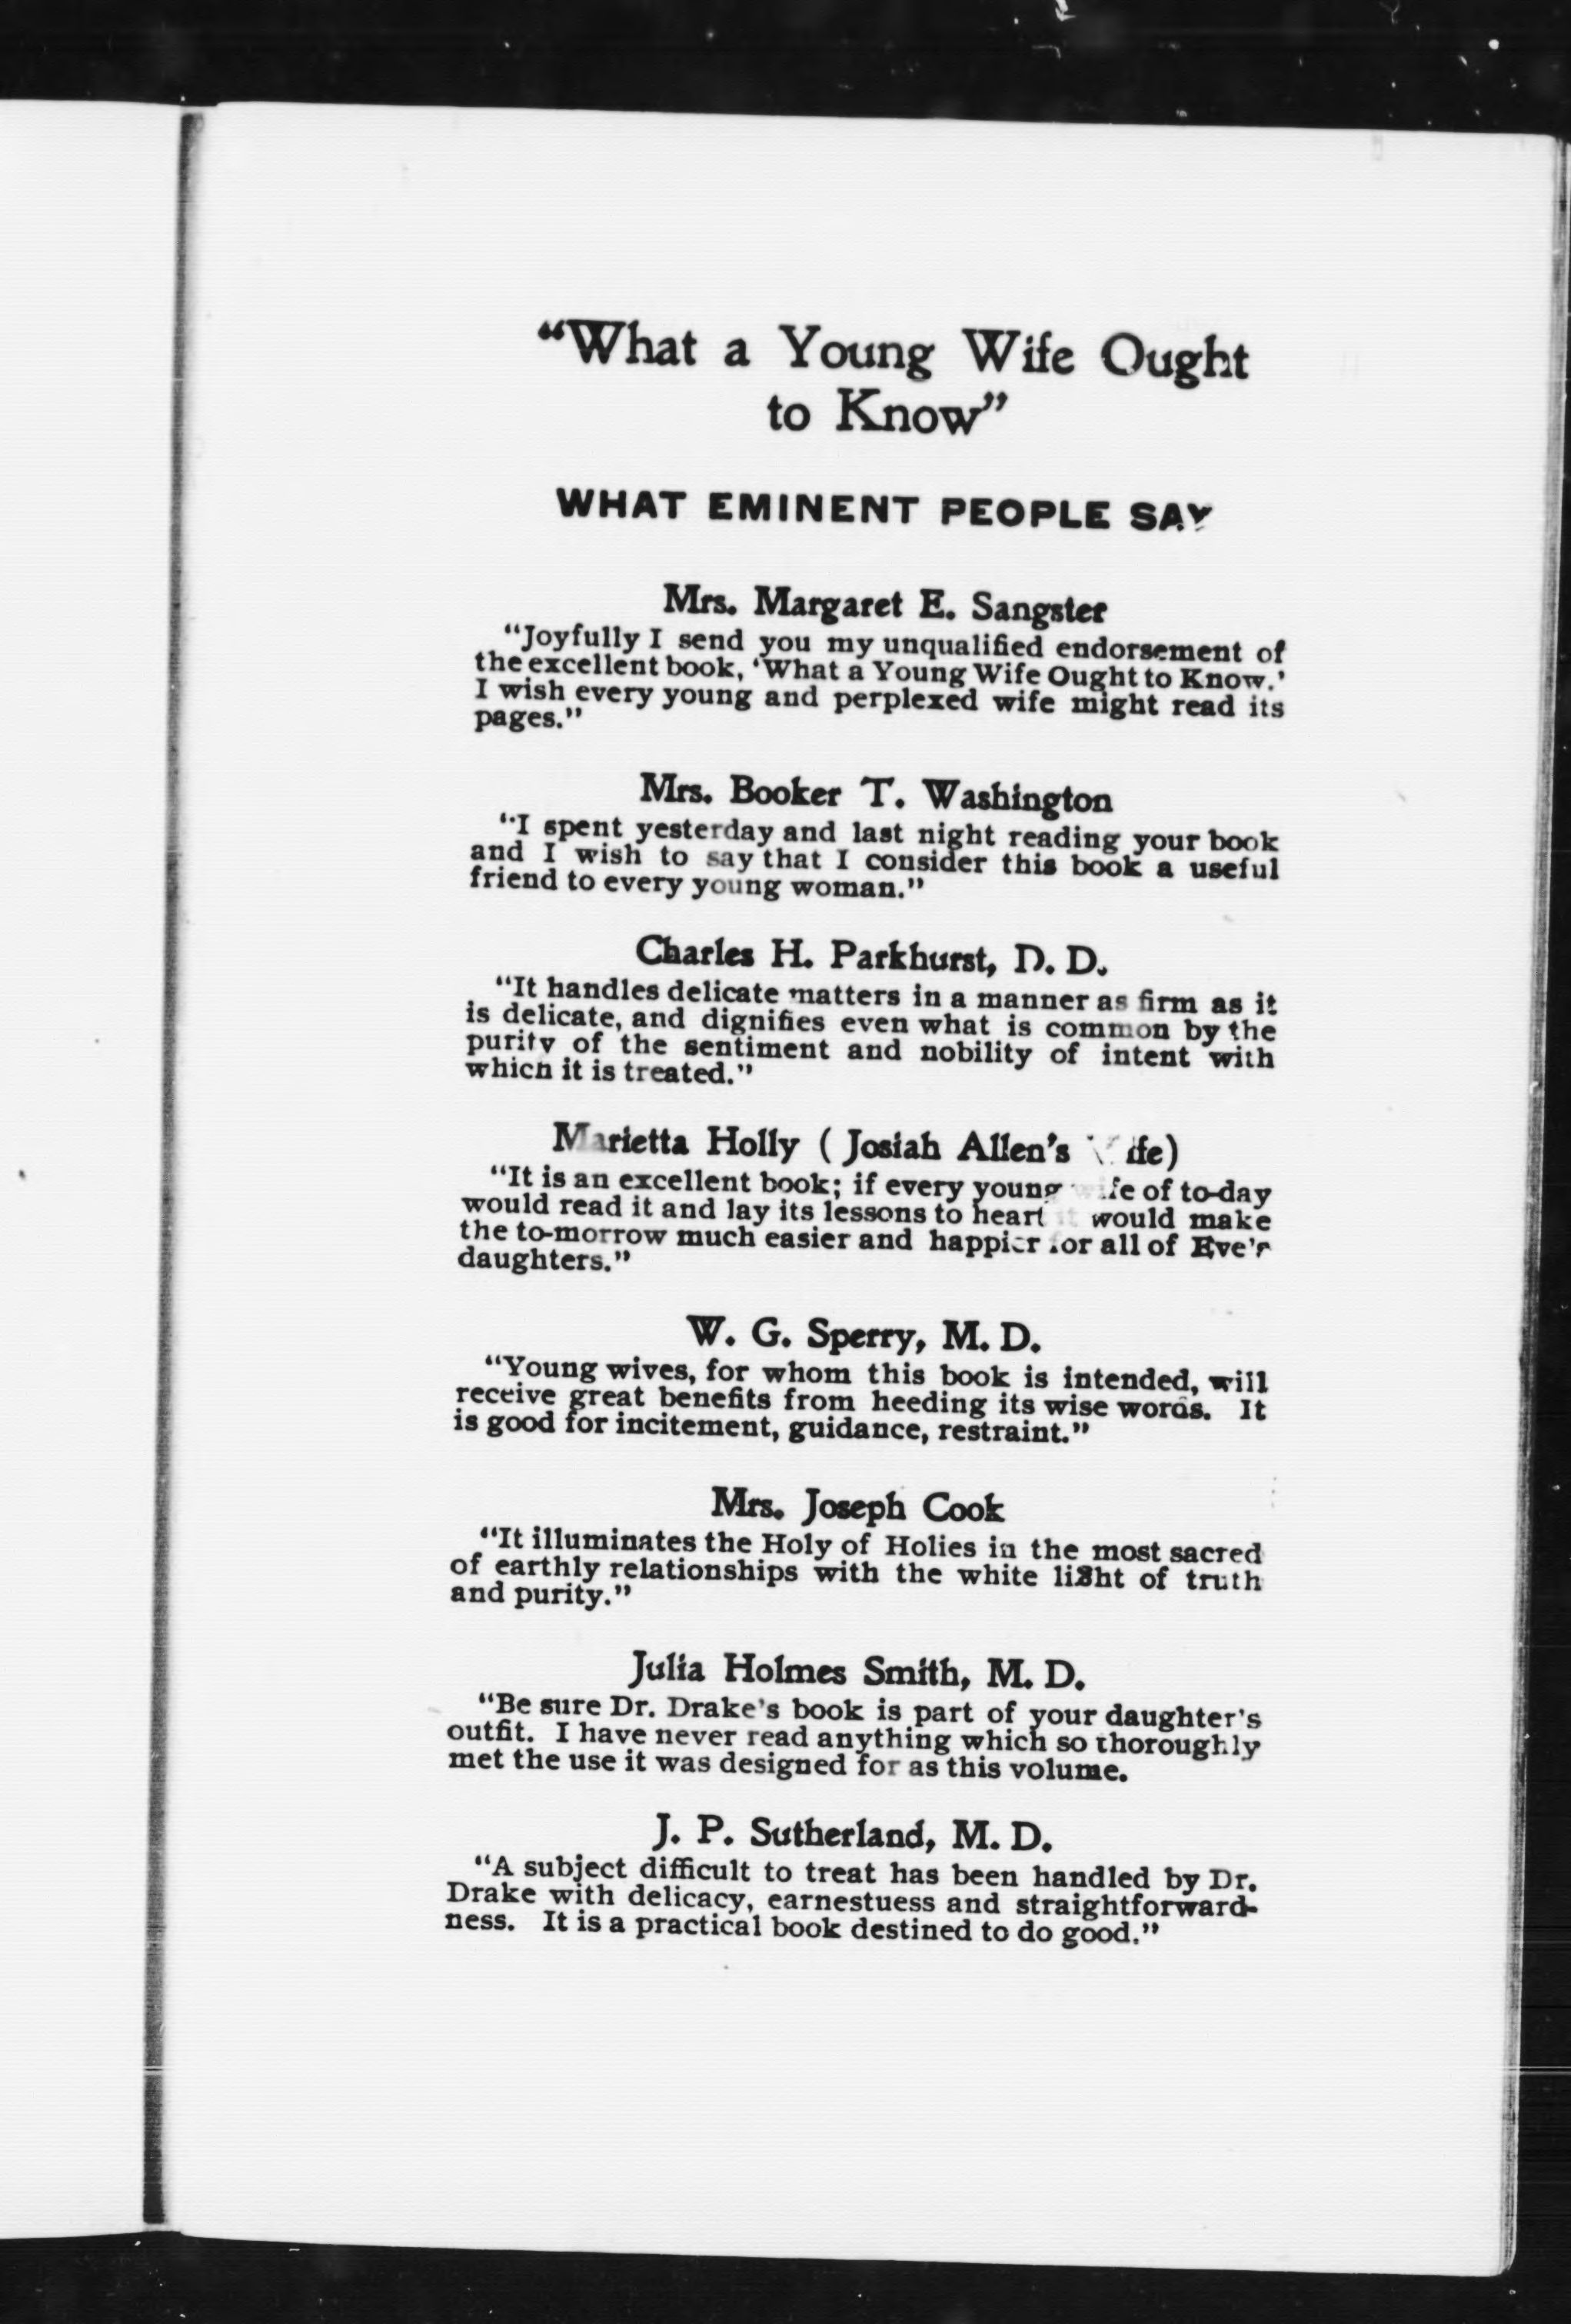 “What a Young Wife Ought
to Know”
WHAT EMINENT PEOPLE SAY
Mrs. Margaret E. Sangster
“Joyfully I send you my unqualified endorsement of
the excellent book, ‘What a Young Wife Ought to Know.’
I wish every young and perplexed wife might read its
pages.”
Mrs. Booker T. Washington
“I spent yesterday and last night reading your book
and I wish to say that I consider this book a useful
friend to every young woman.”
Charles H. Parkhurst, D. D.
“It handles delicate matters in a manner as firm as it
is delicate, and dignifies even what is common by the
purity of the sentiment and nobility of intent with
which it is treated.”
Marietta Holly (Josiah Allen’s Wife)
“It is an excellent book; if every young wife of to-day
would read it and lay its lessons to heart it would make
the to-morrow much easier and happier for all of Eve’s
daughters.”
W. G. Sperry, M. D.
“Young wives, for whom this book is intended, will
receive great benefits from heeding its wise words. It
is good for incitement, guidance, restraint.”
Mrs. Joseph Cook
“It illuminates the Holy of Holies in the most sacred
of earthly relationships with the white light of truth
and purity.”
Julia Holmes Smith, M. D.
“Be sure Dr. Drake’s book is part of your daughter’s
outfit. I have never read anything which so thoroughly
met the use it was designed for as this volume.
J. P. Sutherland, M. D.
“A subject difficult to treat has been handled by Dr.
Drake with delicacy, earnestuess and straightforward-
ness. It is a practical book destined to do good.”